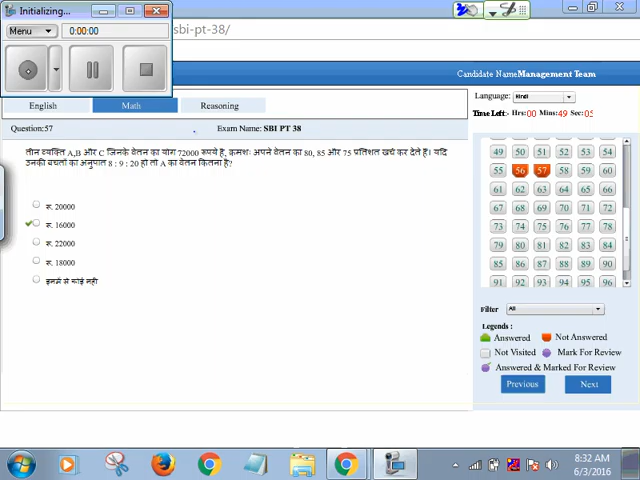 Initializing...
Menu
0:00:00
sbi-pt-38/
Candidate NameManagement Team
English
Math
Reasoning
Language:
Hindi
Time Left:
Hrs:00 Mins:49 Sec:05
Question:57
Exam Name: SBI PT 38
तीन व्यक्ति A,B और C जिनके वेतन का योग 72000 रूपये है, क्रमशः अपने वेतन का 80, 85 और 75 प्रतिशत खर्च कर देते हैं। यदि
उनकी बचतों का अनुपात 8 : 9 : 20 हो तो A का वेतन कितना है?
रू. 20000
रू. 16000
रू. 22000
रू. 18000
इनमें से कोई नहीं
49 50 51 52 53 54
55 56 57 58 59 60
61 62 63 64 65 66
67 68 69 70 71 72
73 74 75 76 77 78
79 80 81 82 83 84
85 86 87 88 89 90
91 92 93 94 95 96
Filter
All
Legends :
Answered
Not Answered
Not Visited
Mark For Review
Answered & Marked For Review
Previous
Next
8:32 AM
6/3/2016